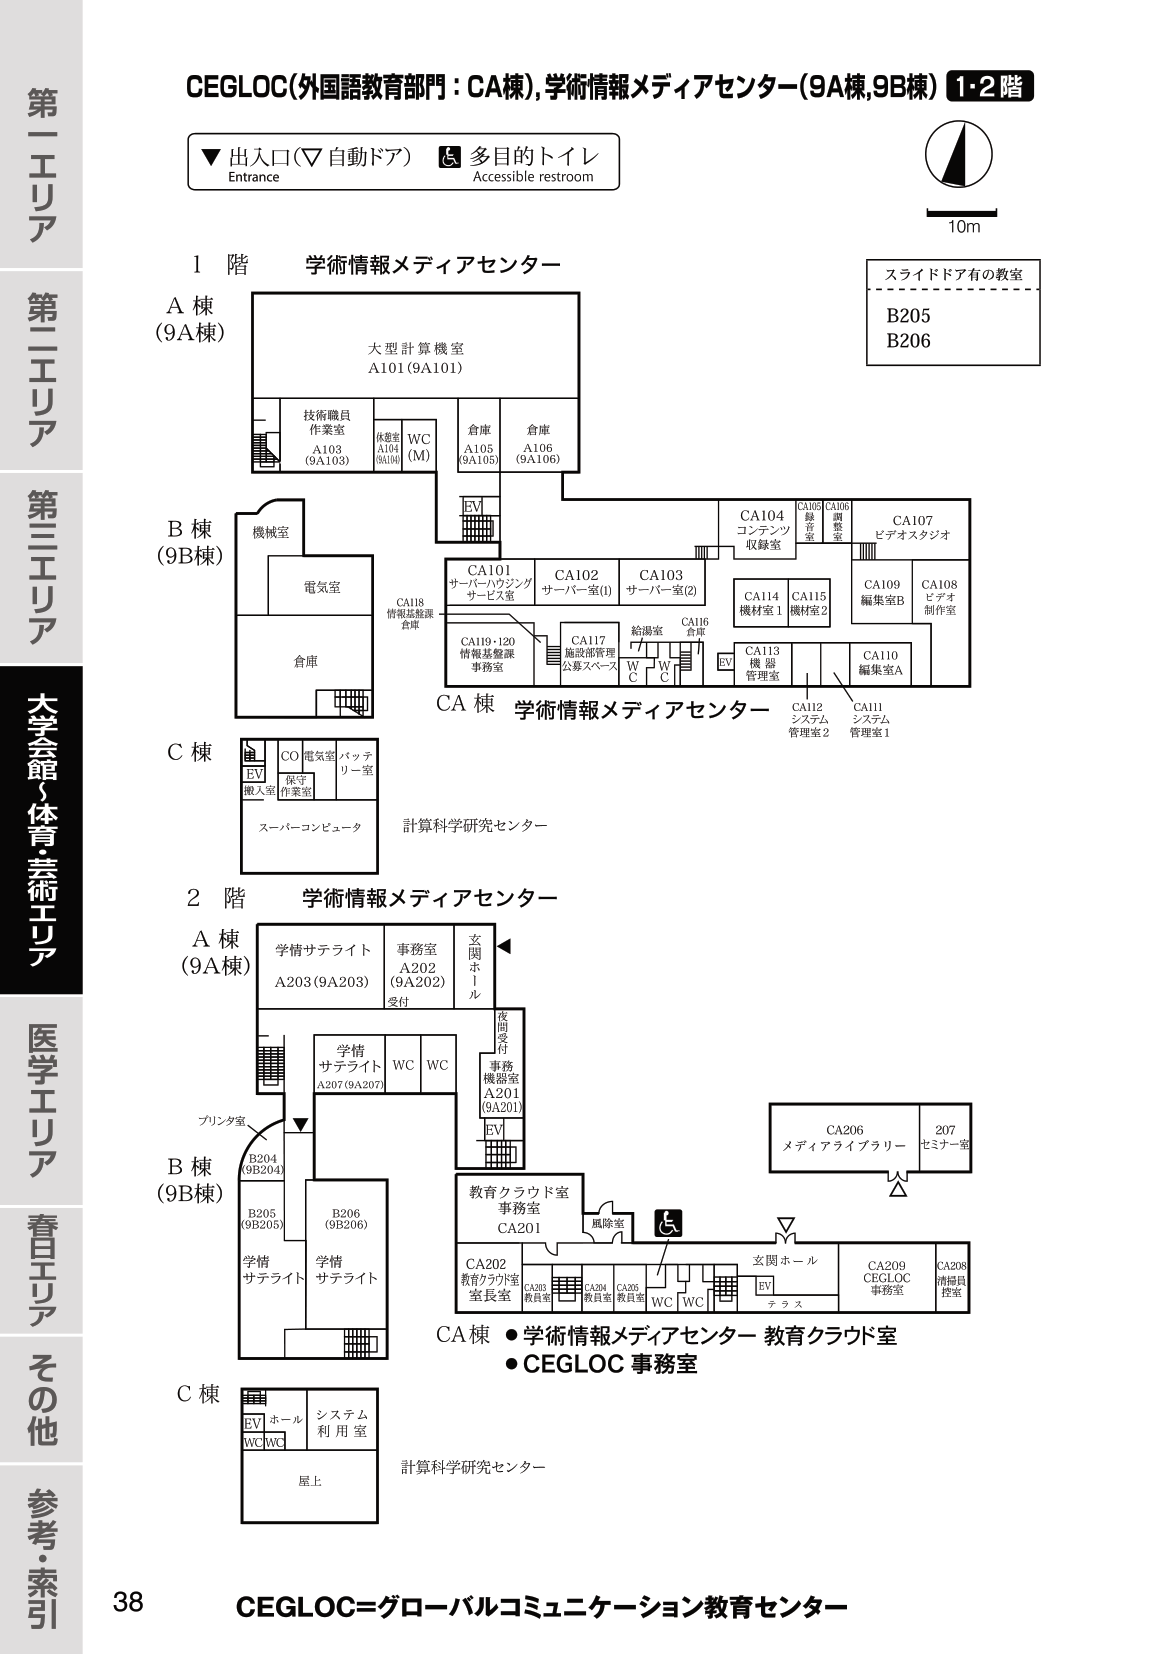 第一エリア
第二エリア
第三エリア
大学会館～体育・芸術エリア
医学エリア
春日エリア
その他
参考・索引
CEGLOC(外国語教育部門：CA棟),学術情報メディアセンター(9A棟,9B棟) 1・2階
▼ 出入口(▽ 自動ドア) 多目的トイレ
Entrance Accessible restroom
10m
スライドドア有の教室
B205
B206
1 階 学術情報メディアセンター
A 棟
(9A棟)
大型計算機室
A101(9A101)
技術職員
作業室
A103
(9A103)
休憩室
A104
(9A104)
WC
(M)
倉庫
A105
(9A105)
倉庫
A106
(9A106)
EV
B 棟
(9B棟)
機械室
電気室
倉庫
CA104
コンテンツ
収録室
CA105
録音室
CA106
調整室
CA107
ビデオスタジオ
CA101
サーバーハウジング
サービス室
CA102
サーバー室(1)
CA103
サーバー室(2)
CA114
機材室1
CA115
機材室2
CA109
編集室B
CA108
ビデオ
制作室
CA118
情報基盤課
倉庫
CA119・120
情報基盤課
事務室
CA117
施設部管理
公募スペース
給湯室
CA116
倉庫
WC
WC
EV
CA113
機器
管理室
CA110
編集室A
CA112
システム
管理室2
CA111
システム
管理室1
CA 棟 学術情報メディアセンター
C 棟
EV
搬入室
CO
電気室
バッテ
リー室
保守
作業室
スーパーコンピュータ
計算科学研究センター
2 階 学術情報メディアセンター
A 棟
(9A棟)
学情サテライト
A203(9A203)
事務室
A202
(9A202)
受付
玄関ホール
夜間受付
学情
サテライト
A207(9A207)
WC
WC
事務
機器室
A201
(9A201)
EV
プリンタ室
B 棟
(9B棟)
B204
(9B204)
B205
(9B205)
学情
サテライト
B206
(9B206)
学情
サテライト
CA206
メディアライブラリー
207
セミナー室
教育クラウド室
事務室
CA201
風除室
CA202
教育クラウド室
室長室
CA203
教員室
CA204
教員室
CA205
教員室
WC
WC
玄関ホール
EV
テラス
CA209
CEGLOC
事務室
CA208
清掃員
控室
CA棟 ● 学術情報メディアセンター 教育クラウド室
● CEGLOC 事務室
C 棟
EV
ホール
WC
WC
システム
利用室
屋上
計算科学研究センター
38
CEGLOC=グローバルコミュニケーション教育センター